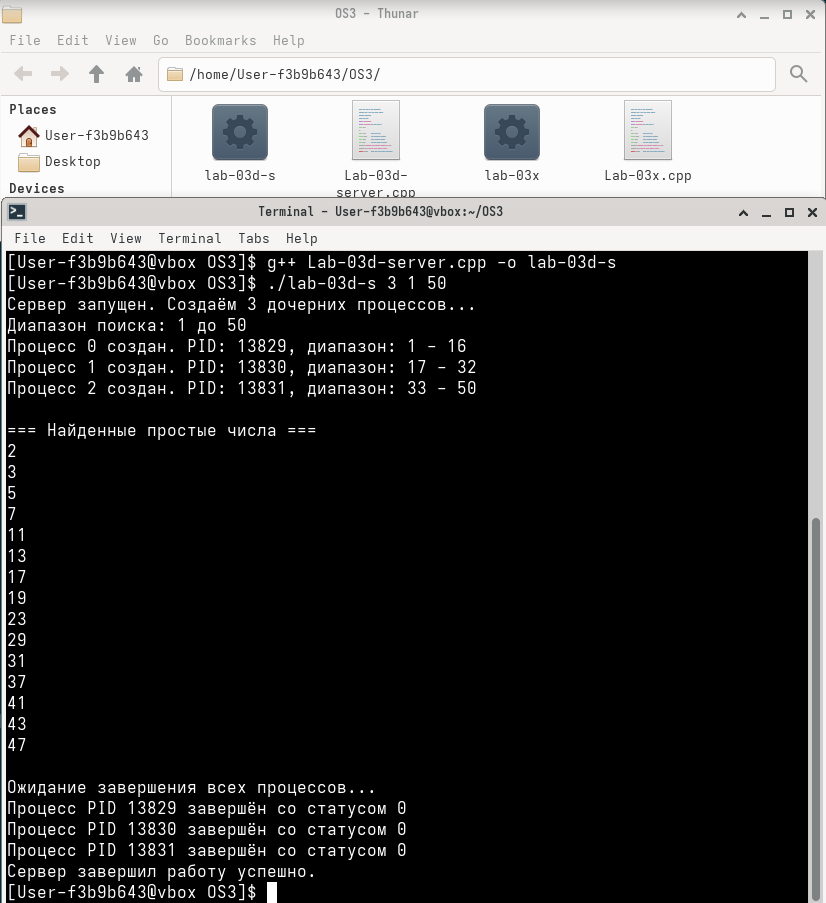 OS3 - Thunar
File Edit View Go Bookmarks Help
/home/User-f3b9b643/OS3/
Places
User-f3b9b643
Desktop
Devices
lab-03d-s
Lab-03d-
server.cpp
lab-03x
Lab-03x.cpp
Terminal - User-f3b9b643@vbox:~/OS3
File Edit View Terminal Tabs Help
[User-f3b9b643@vbox OS3]$ g++ Lab-03d-server.cpp -o lab-03d-s
[User-f3b9b643@vbox OS3]$ ./lab-03d-s 3 1 50
Сервер запущен. Создаём 3 дочерних процессов...
Диапазон поиска: 1 до 50
Процесс 0 создан. PID: 13829, диапазон: 1 - 16
Процесс 1 создан. PID: 13830, диапазон: 17 - 32
Процесс 2 создан. PID: 13831, диапазон: 33 - 50
=== Найденные простые числа ===
2
3
5
7
11
13
17
19
23
29
31
37
41
43
47
Ожидание завершения всех процессов...
Процесс PID 13829 завершён со статусом 0
Процесс PID 13830 завершён со статусом 0
Процесс PID 13831 завершён со статусом 0
Сервер завершил работу успешно.
[User-f3b9b643@vbox OS3]$